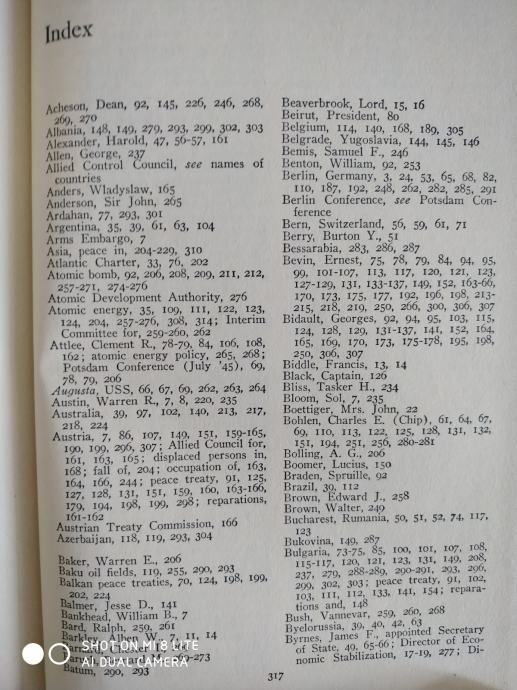 Index
Acheson, Dean, 92, 145, 226, 246, 268,
269, 270
Albania, 148, 149, 279, 293, 299, 302, 303
Alexander, Harold, 47, 56-57, 161
Allen, George, 237
Allied Control Council, see names of
countries
Anders, Wladyslaw, 165
Anderson, Sir John, 265
Ardahan, 77, 293, 301
Argentina, 35, 39, 61, 63, 104
Arms Embargo, 7
Asia, peace in, 204-229, 310
Atlantic Charter, 33, 76, 202
Atomic bomb, 92, 206, 208, 209, 211, 212,
257-271, 274-276
Atomic Development Authority, 276
Atomic energy, 35, 109, 111, 122, 123,
124, 204, 257-276, 308, 314; Interim
Committee for, 259-260, 262
Attlee, Clement R., 78-79, 84, 106, 108,
162; atomic energy policy, 265, 268;
Potsdam Conference (July '45), 69,
78, 79, 206
Augusta, USS, 66, 67, 69, 262, 263, 264
Austin, Warren R., 7, 8, 220, 235
Australia, 39, 97, 102, 140, 213, 217,
218, 224
Austria, 7, 86, 107, 149, 151, 159-165,
190, 199, 296, 307; Allied Council for,
161, 163, 165; displaced persons in,
168; fall of, 204; occupation of, 163,
164, 166, 244; peace treaty, 91, 125,
127, 128, 131, 151, 159, 160, 163-166,
179, 194, 198, 199, 298; reparations,
161-162
Austrian Treaty Commission, 166
Azerbaijan, 118, 119, 293, 304
Baker, Warren E., 206
Baku oil fields, 119, 255, 290, 293
Balkan peace treaties, 70, 124, 198, 199,
202, 224
Balmer, Jesse D., 141
Bankhead, William B., 7
Bard, Ralph, 259, 261
Barkley, Alben W., 7, 11, 14
Batum, 290, 293
Beaverbrook, Lord, 15, 16
Beirut, President, 80
Belgium, 114, 140, 168, 189, 305
Belgrade, Yugoslavia, 144, 145, 146
Bemis, Samuel F., 246
Benton, William, 92, 253
Berlin, Germany, 3, 24, 53, 65, 68, 82,
110, 187, 192, 248, 262, 282, 285, 291
Berlin Conference, see Potsdam Con-
ference
Bern, Switzerland, 56, 59, 61, 71
Berry, Burton Y., 51
Bessarabia, 283, 286, 287
Bevin, Ernest, 75, 78, 79, 84, 94, 95,
99, 101-107, 113, 117, 120, 121, 123,
127-129, 131, 133-137, 149, 152, 163-66,
170, 173, 175, 177, 192, 196, 198, 213-
215, 218, 219, 250, 266, 300, 306, 307
Bidault, Georges, 92, 94, 95, 103, 115,
124, 128, 129, 131-137, 141, 152, 164,
165, 169, 170, 173, 175-178, 195, 198,
250, 306, 307
Biddle, Francis, 13, 14
Black, Captain, 126
Bliss, Tasker H., 234
Bloom, Sol, 7, 235
Boettiger, Mrs. John, 22
Bohlen, Charles E. (Chip), 61, 64, 67,
69, 110, 113, 122, 125, 128, 131, 132,
151, 194, 251, 256, 280-281
Bolling, A. G., 206
Boomer, Lucius, 150
Braden, Spruille, 92
Brazil, 39, 112
Brown, Edward J., 258
Brown, Walter, 249
Bucharest, Rumania, 50, 51, 52, 74, 117,
123
Bukovina, 149, 287
Bulgaria, 73-75, 85, 100, 101, 107, 108,
115-117, 120, 121, 123, 131, 149, 208,
237, 279, 288-289, 290-291, 293, 296,
299, 302, 303; peace treaty, 91, 102,
103, 111, 112, 133, 141, 154; repara-
tions and, 148
Bush, Vannevar, 259, 260, 268
Byelorussia, 39, 40, 42, 63
Byrnes, James F., appointed Secretary
of State, 49, 65-66; Director of Eco-
nomic Stabilization, 17-19, 277; Di-
317
SHOT ON MI 8 LITE
AI DUAL CAMERA